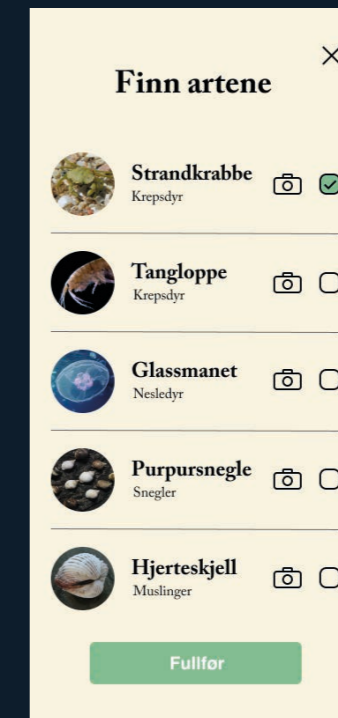 Finn artene
Strandkrabbe
Krepsdyr
Tangloppe
Krepsdyr
Glassmanet
Nesledyr
Purpursnegle
Snegler
Hjerteskjell
Muslinger
Fullfør